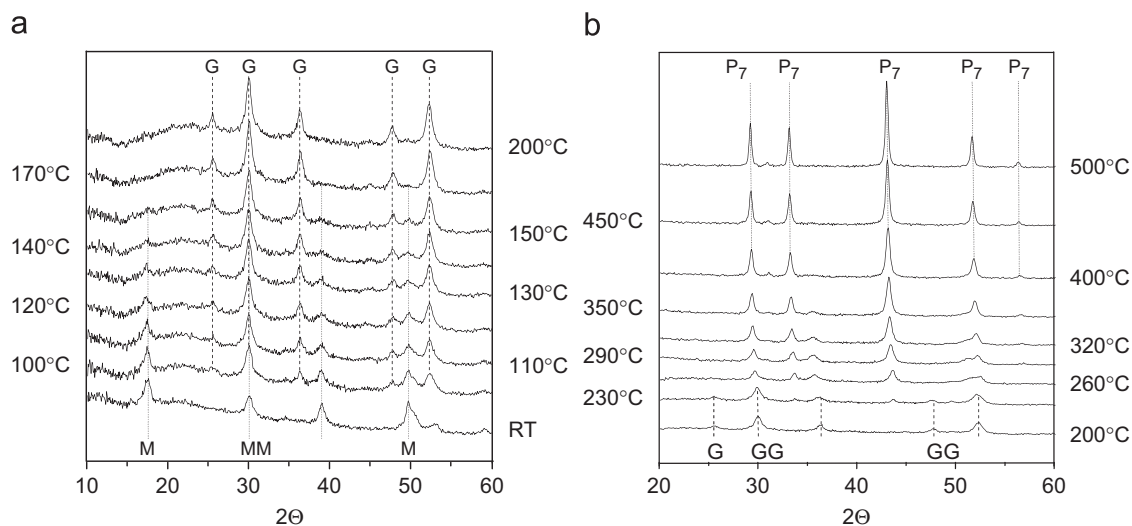 a
G G G G G
170°C
140°C
120°C
100°C
200°C
150°C
130°C
110°C
RT
M MM M
10 20 30 40 50 60
2Θ
b
P7 P7 P7 P7 P7
450°C
350°C
290°C
230°C
500°C
400°C
320°C
260°C
200°C
G GG GG
20 30 40 50 60
2Θ